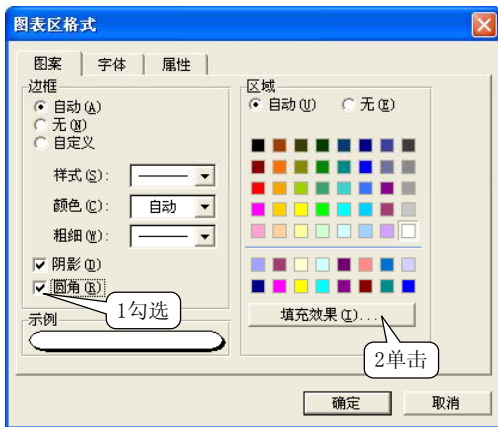 图表区格式
图案 字体 属性
边框
自动(A)
无(N)
自定义
样式(S):
颜色(C): 自动
粗细(W):
阴影(D)
圆角(R)
1勾选
示例
区域
自动(U) 无(E)
填充效果(I)...
2单击
确定 取消